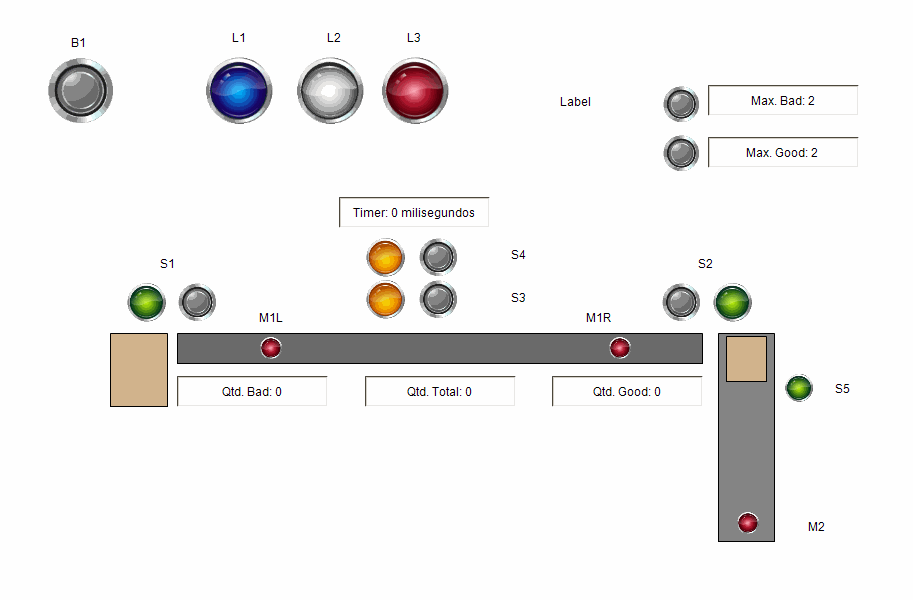 B1
L1
L2
L3
Label
Max. Bad: 2
Max. Good: 2
Timer: 0 milisegundos
S4
S1
S2
S3
M1L
M1R
Qtd. Bad: 0
Qtd. Total: 0
Qtd. Good: 0
S5
M2